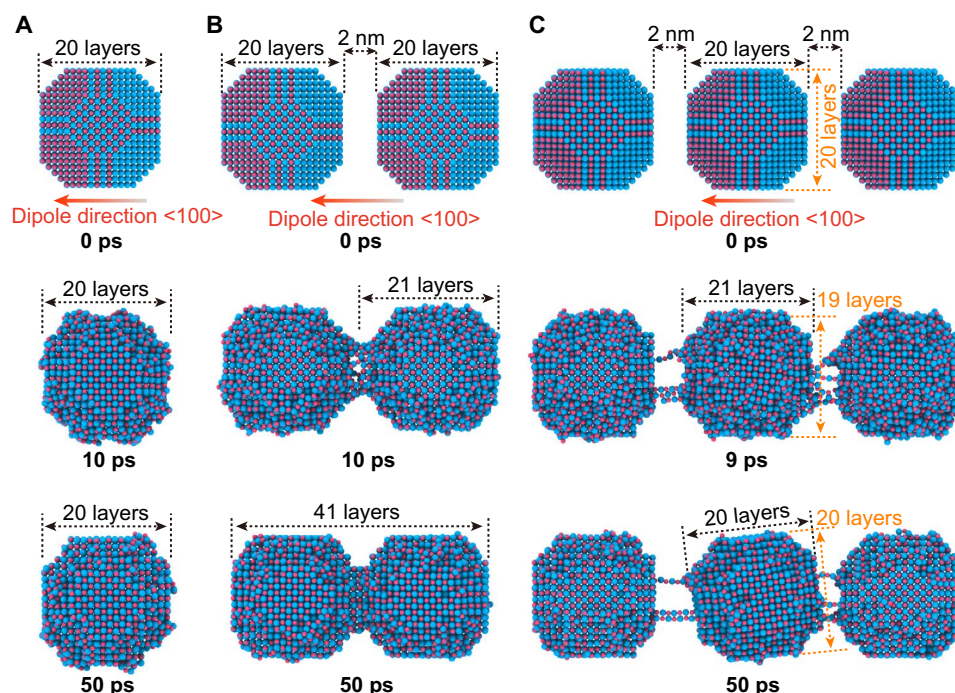 A
20 layers
Dipole direction <100>
0 ps
20 layers
10 ps
20 layers
50 ps
B
2 nm
20 layers
20 layers
Dipole direction <100>
0 ps
21 layers
10 ps
41 layers
50 ps
C
2 nm
20 layers
2 nm
20 layers
Dipole direction <100>
0 ps
21 layers
19 layers
9 ps
20 layers
20 layers
50 ps